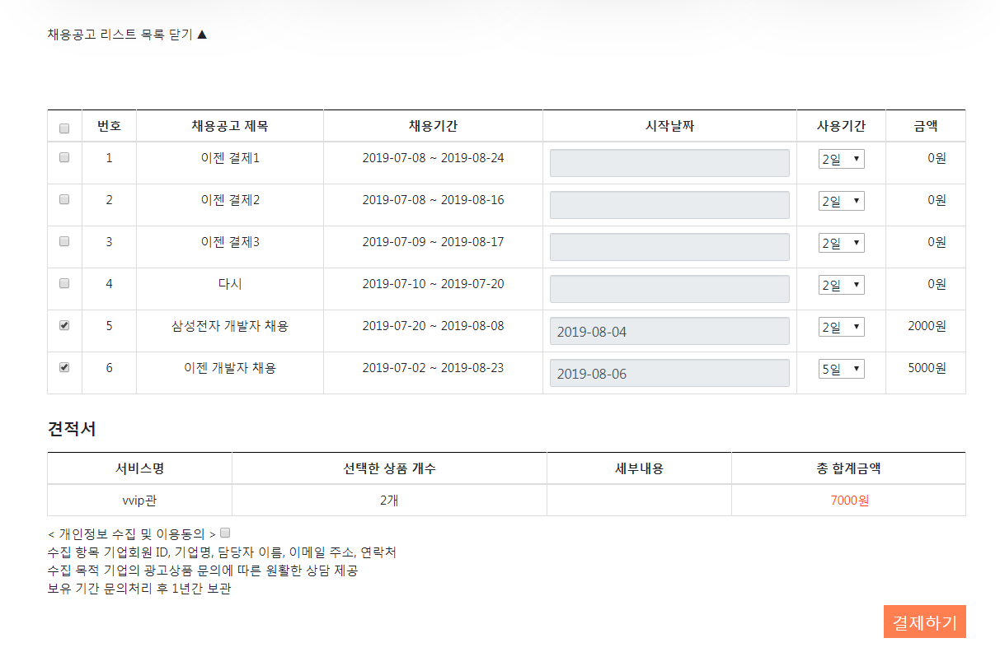 채용공고 리스트 목록 닫기 ▲
번호 채용공고 제목 채용기간 시작날짜 사용기간 금액
1 이젠 결제1 2019-07-08 ~ 2019-08-24 2일 0원
2 이젠 결제2 2019-07-08 ~ 2019-08-16 2일 0원
3 이젠 결제3 2019-07-09 ~ 2019-08-17 2일 0원
4 다시 2019-07-10 ~ 2019-07-20 2일 0원
5 삼성전자 개발자 채용 2019-07-20 ~ 2019-08-08 2019-08-04 2일 2000원
6 이젠 개발자 채용 2019-07-02 ~ 2019-08-23 2019-08-06 5일 5000원
견적서
서비스명 선택한 상품 개수 세부내용 총 합계금액
vvip관 2개 7000원
< 개인정보 수집 및 이용동의 >
수집 항목 기업회원 ID, 기업명, 담당자 이름, 이메일 주소, 연락처
수집 목적 기업의 광고상품 문의에 따른 원활한 상담 제공
보유 기간 문의처리 후 1년간 보관
결제하기